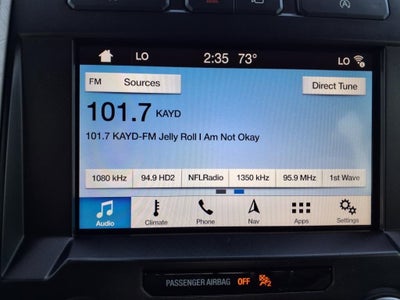 LO 2:35 73° LO
FM Sources Direct Tune
101.7 KAYD
101.7 KAYD-FM Jelly Roll I Am Not Okay
1080 kHz 94.9 HD2 NFLRadio 1350 kHz 95.9 MHz 1st Wave
Audio Climate Phone Nav Apps Settings
PASSENGER AIRBAG OFF